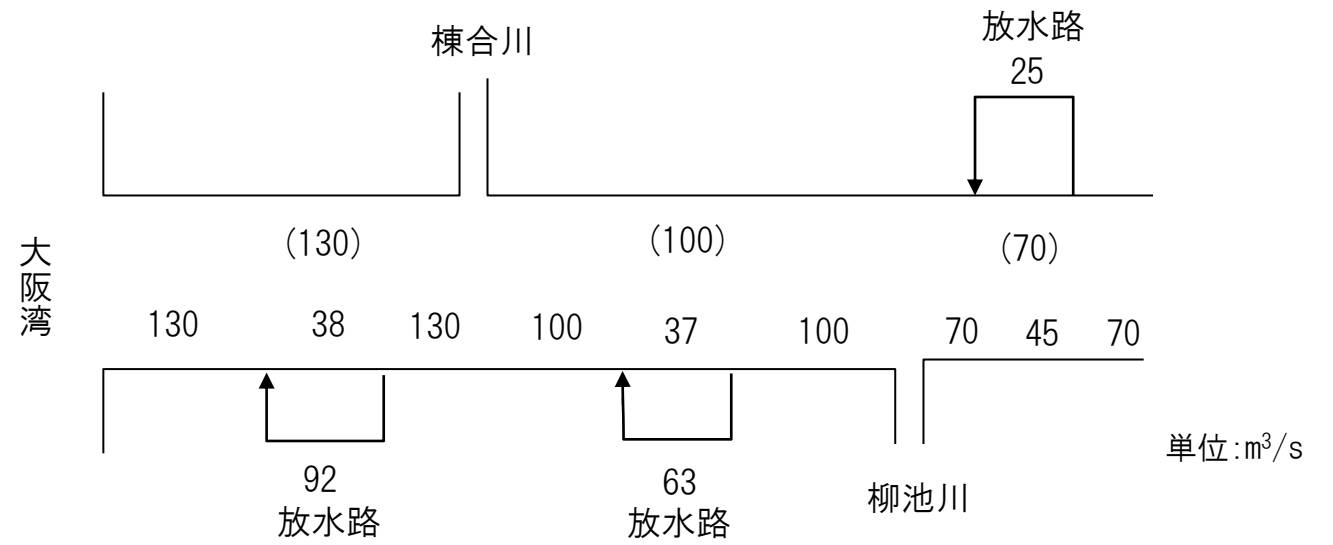 放水路
25
棟合川
(130)
(100)
(70)
大阪湾
130
38
130
100
37
100
70
45
70
92
放水路
63
放水路
柳池川
単位:m³/s